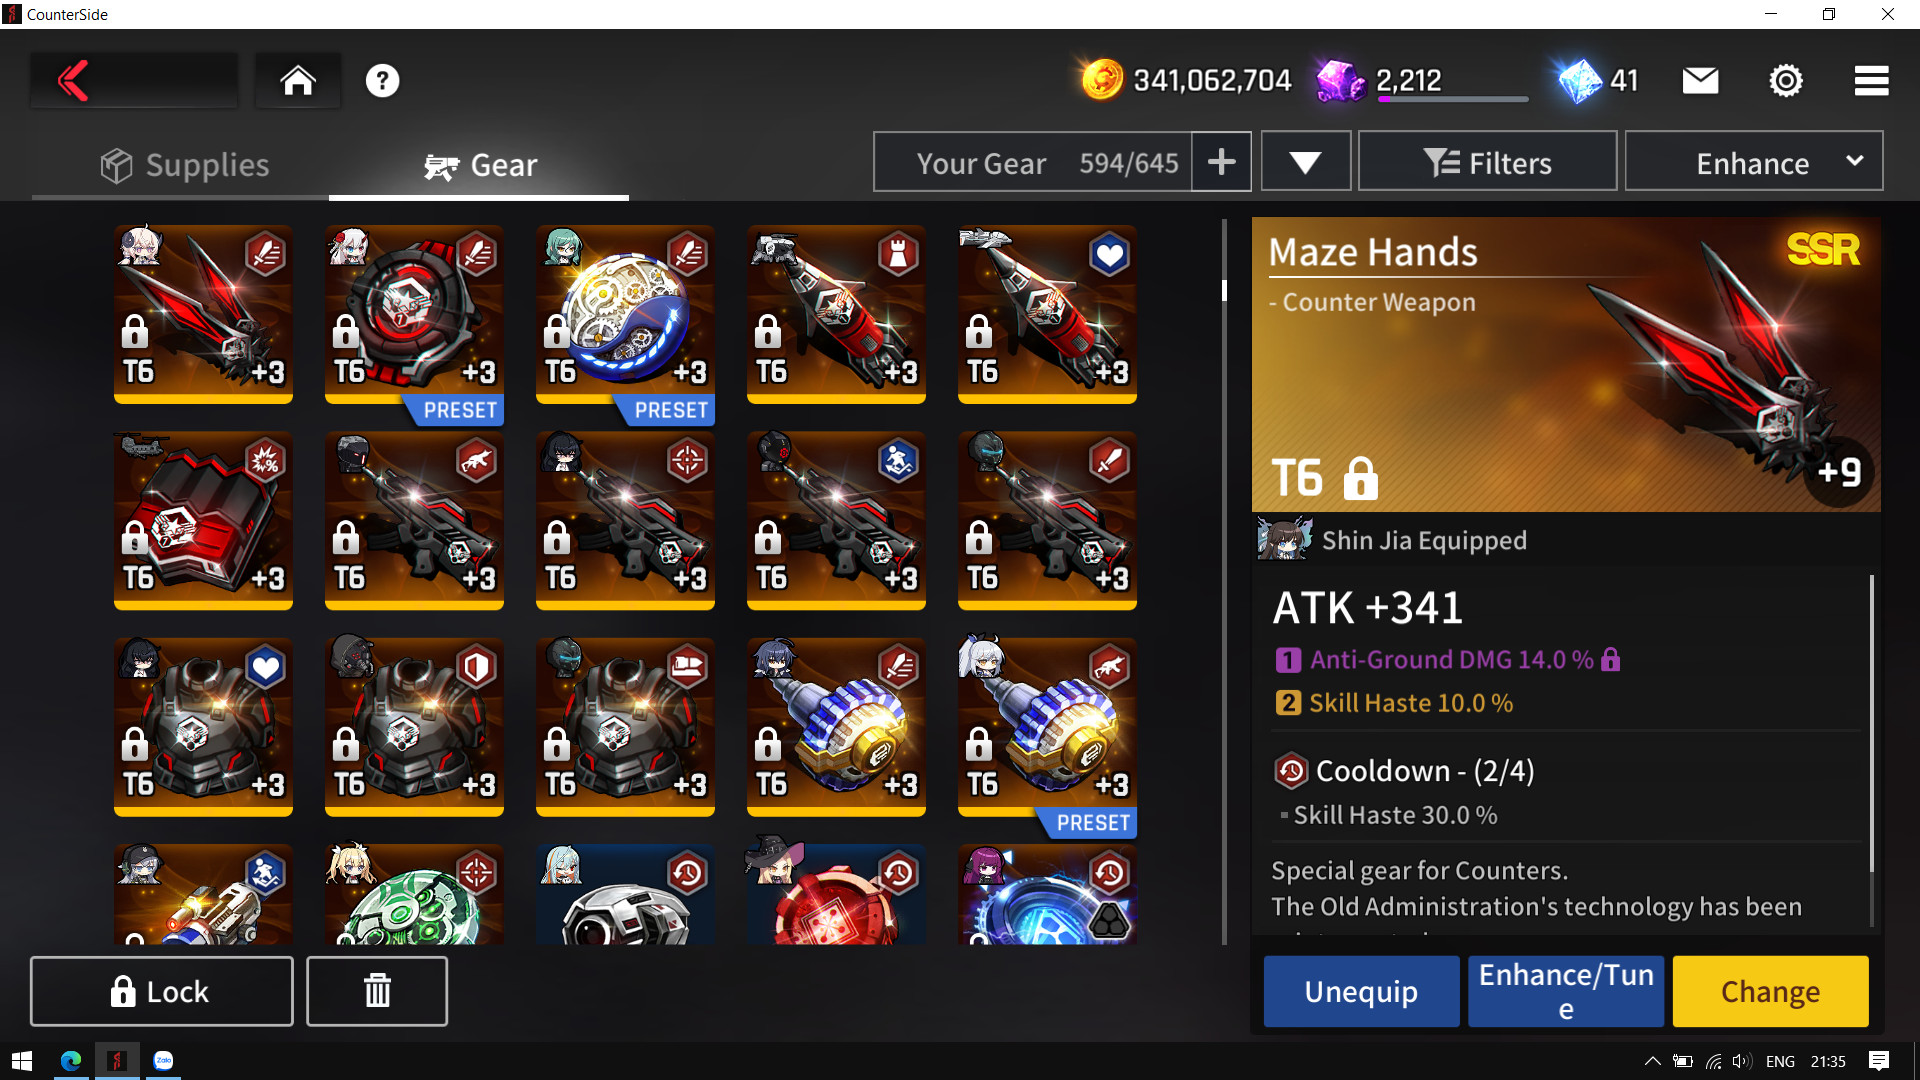 CounterSide
341,062,704
2,212
41
Supplies
Gear
Your Gear 594/645
Filters
Enhance
T6 +3
T6 +3
T6 +3
T6 +3
T6 +3
PRESET
PRESET
T6 +3
T6 +3
T6 +3
T6 +3
T6 +3
T6 +3
T6 +3
T6 +3
T6 +3
T6 +3
PRESET
Lock
Maze Hands
SSR
- Counter Weapon
T6
+9
Shin Jia Equipped
ATK +341
1 Anti-Ground DMG 14.0 %
2 Skill Haste 10.0 %
Cooldown - (2/4)
Skill Haste 30.0 %
Special gear for Counters.
The Old Administration's technology has been
Unequip
Enhance/Tun
e
Change
Zalo
ENG
21:35